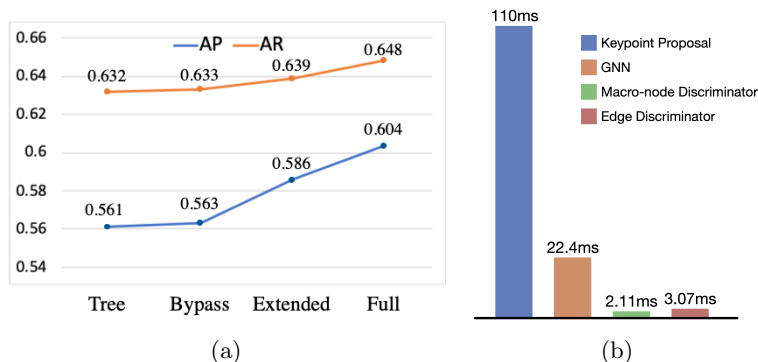 0.66
0.64
0.62
0.6
0.58
0.56
0.54
AP AR
0.632
0.633
0.639
0.648
0.561
0.563
0.586
0.604
Tree Bypass Extended Full
(a)
110ms
Keypoint Proposal
GNN
Macro-node Discriminator
Edge Discriminator
22.4ms
2.11ms
3.07ms
(b)